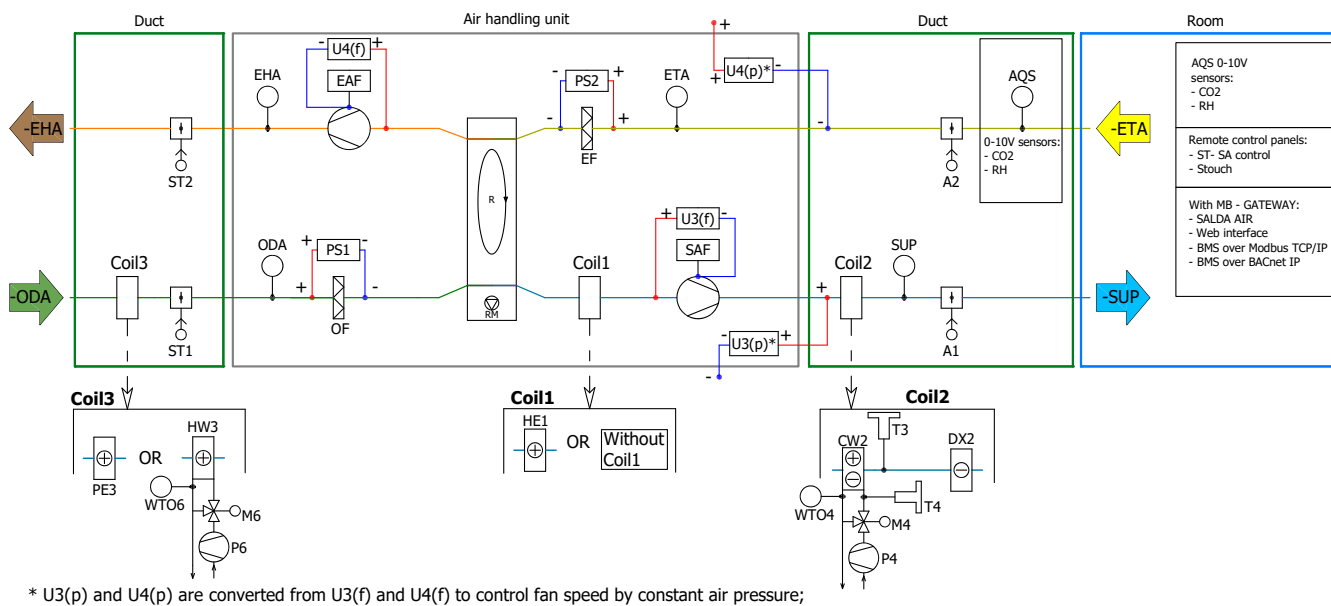 Duct
Air handling unit
Duct
Room
+
U4(f)
+
-
EAF
EHA
-
PS2
+
ETA
+
U4(p)*
-
+
AQS
AQS 0-10V
sensors:
- CO2
- RH
-EHA
-
+
EF
-
-ETA
ST2
A2
0-10V sensors:
- CO2
- RH
Remote control panels:
- ST- SA control
- Stouch
With MB - GATEWAY:
- SALDA AIR
- Web interface
- BMS over Modbus TCP/IP
- BMS over BACnet IP
R
ODA
+
PS1
-
+
U3(f)
-
SAF
SUP
Coil3
Coil1
Coil2
-ODA
+
-
+
+
-SUP
RM
OF
ST1
A1
-
U3(p)*
+
-
Coil3
Coil1
Coil2
HW3
OR
PE3
WTO6
M6
P6
HE1
OR
Without
Coil1
T3
CW2
DX2
WTO4
T4
M4
P4
* U3(p) and U4(p) are converted from U3(f) and U4(f) to control fan speed by constant air pressure;